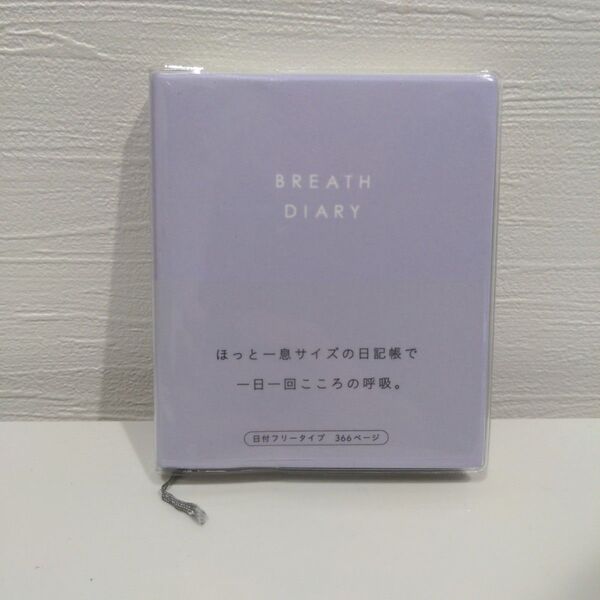 BREATH
DIARY
ほっと一息サイズの日記帳で
一日一回こころの呼吸。
日付フリータイプ 366ページ